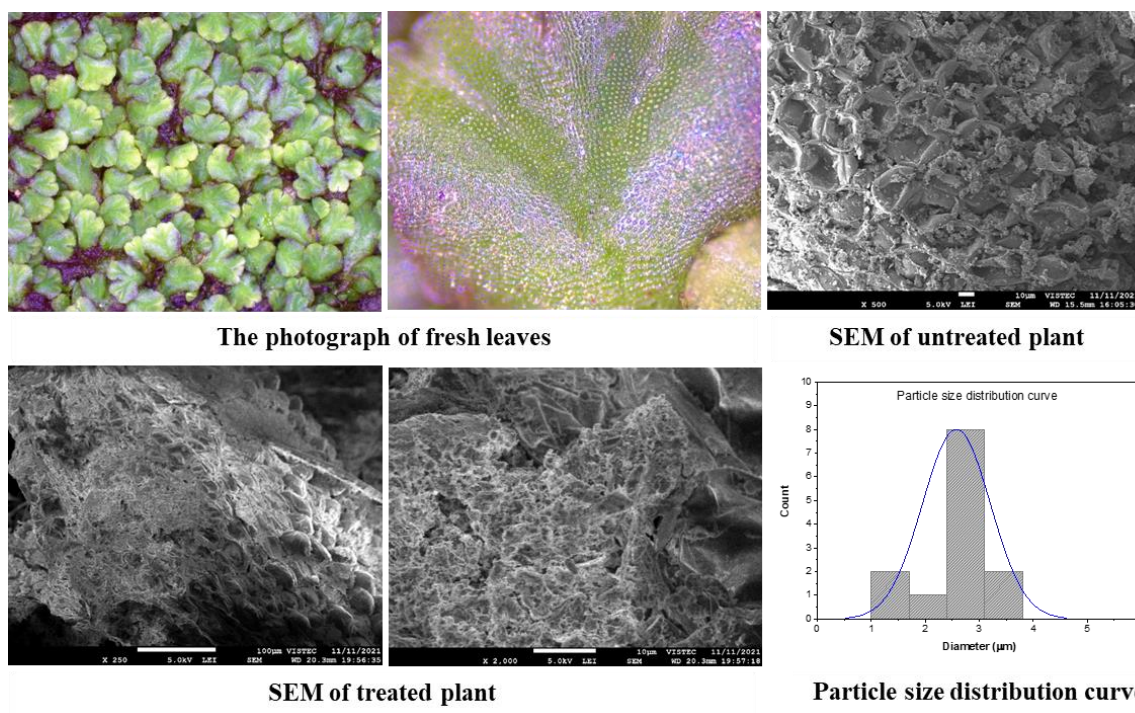 10µm VISTEC 11/11/202
X 500 5.0kV LEI SEM WD 15.5mm 16:05:3
The photograph of fresh leaves
SEM of untreated plant
100µm VISTEC 11/11/2021
X 250 5.0kV LEI SEM WD 20.3mm 19:56:35
10µm VISTEC 11/11/2021
X 2,000 5.0kV LEI SEM WD 20.3mm 19:57:18
Particle size distribution curve
10
9
8
7
6
5
4
3
2
1
0
Count
0 1 2 3 4 5
Diameter (µm)
SEM of treated plant
Particle size distribution curv